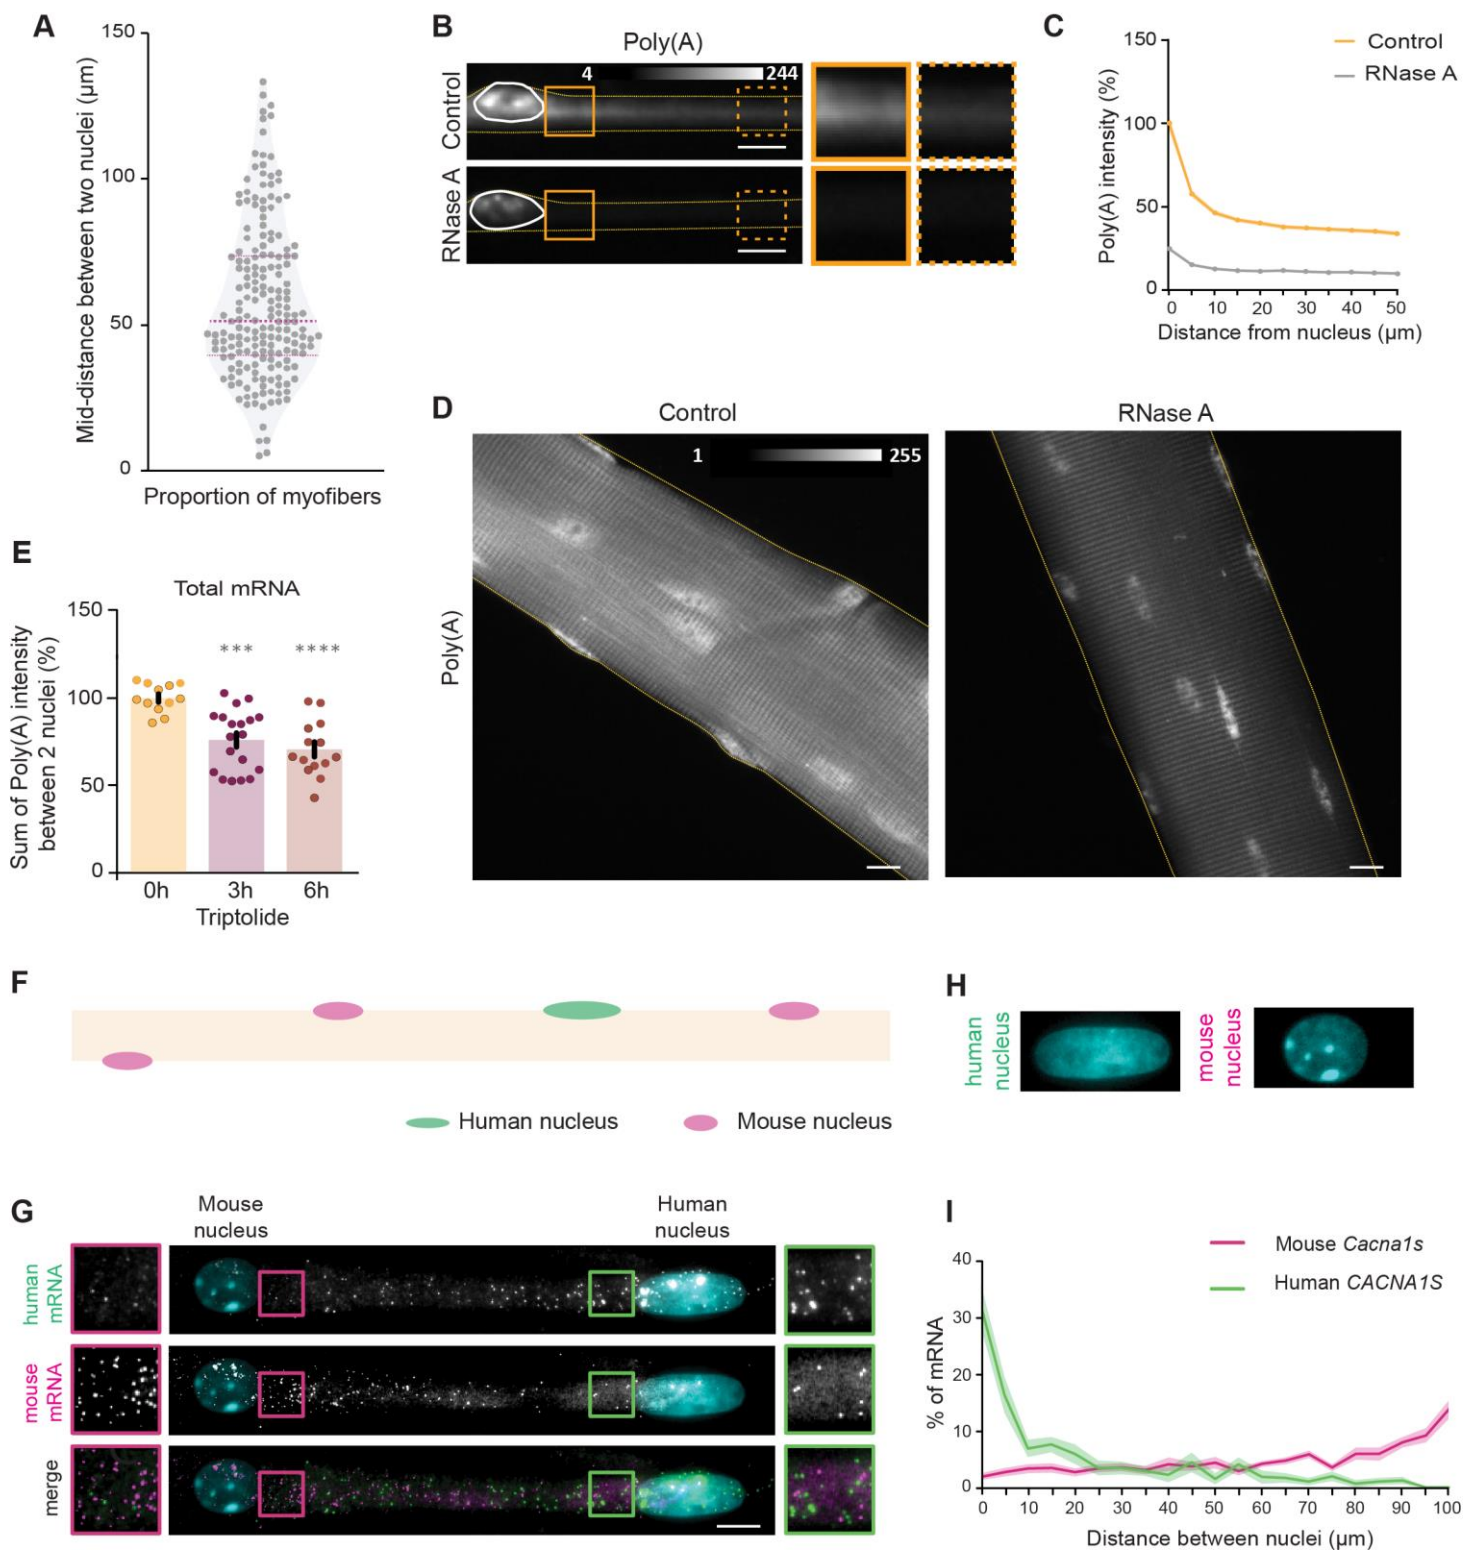 A
150
100
50
0
Mid-distance between two nuclei (µm)
Proportion of myofibers
B
Poly(A)
4
244
Control
RNase A
C
150
100
50
0
Poly(A) intensity (%)
Control
RNase A
0 10 20 30 40 50
Distance from nucleus (µm)
D
Control
RNase A
1
255
Poly(A)
E
Total mRNA
150
100
50
0
Sum of Poly(A) intensity
between 2 nuclei (%)
***
****
0h 3h 6h
Triptolide
F
Human nucleus
Mouse nucleus
H
human
nucleus
mouse
nucleus
G
Mouse
nucleus
Human
nucleus
human
mRNA
mouse
mRNA
merge
I
Mouse Cacna1s
Human CACNA1S
40
30
20
10
0
% of mRNA
0 10 20 30 40 50 60 70 80 90 100
Distance between nuclei (µm)